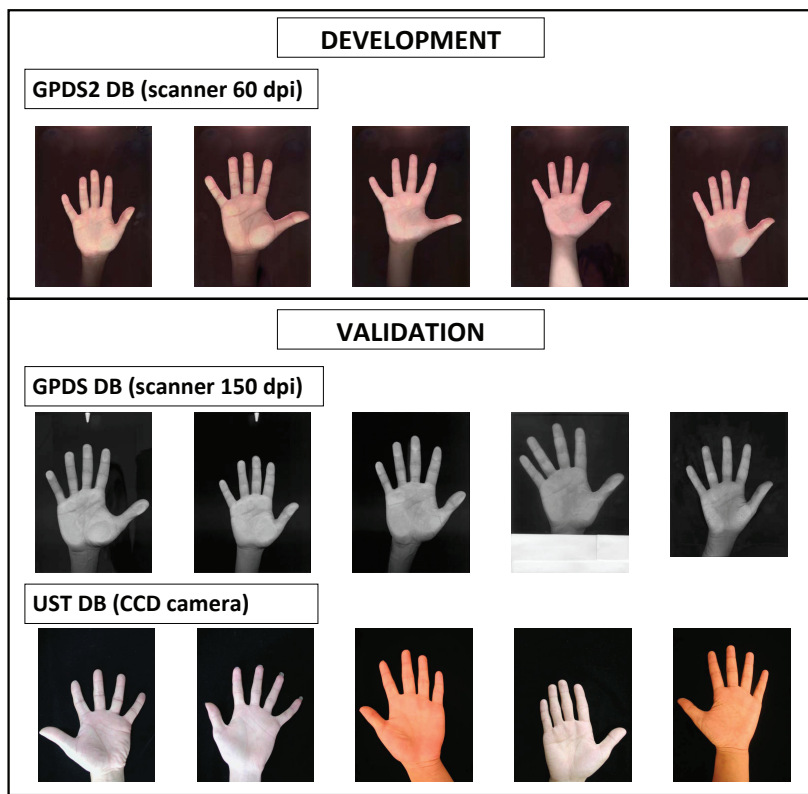 DEVELOPMENT
GPDS2 DB (scanner 60 dpi)
VALIDATION
GPDS DB (scanner 150 dpi)
UST DB (CCD camera)